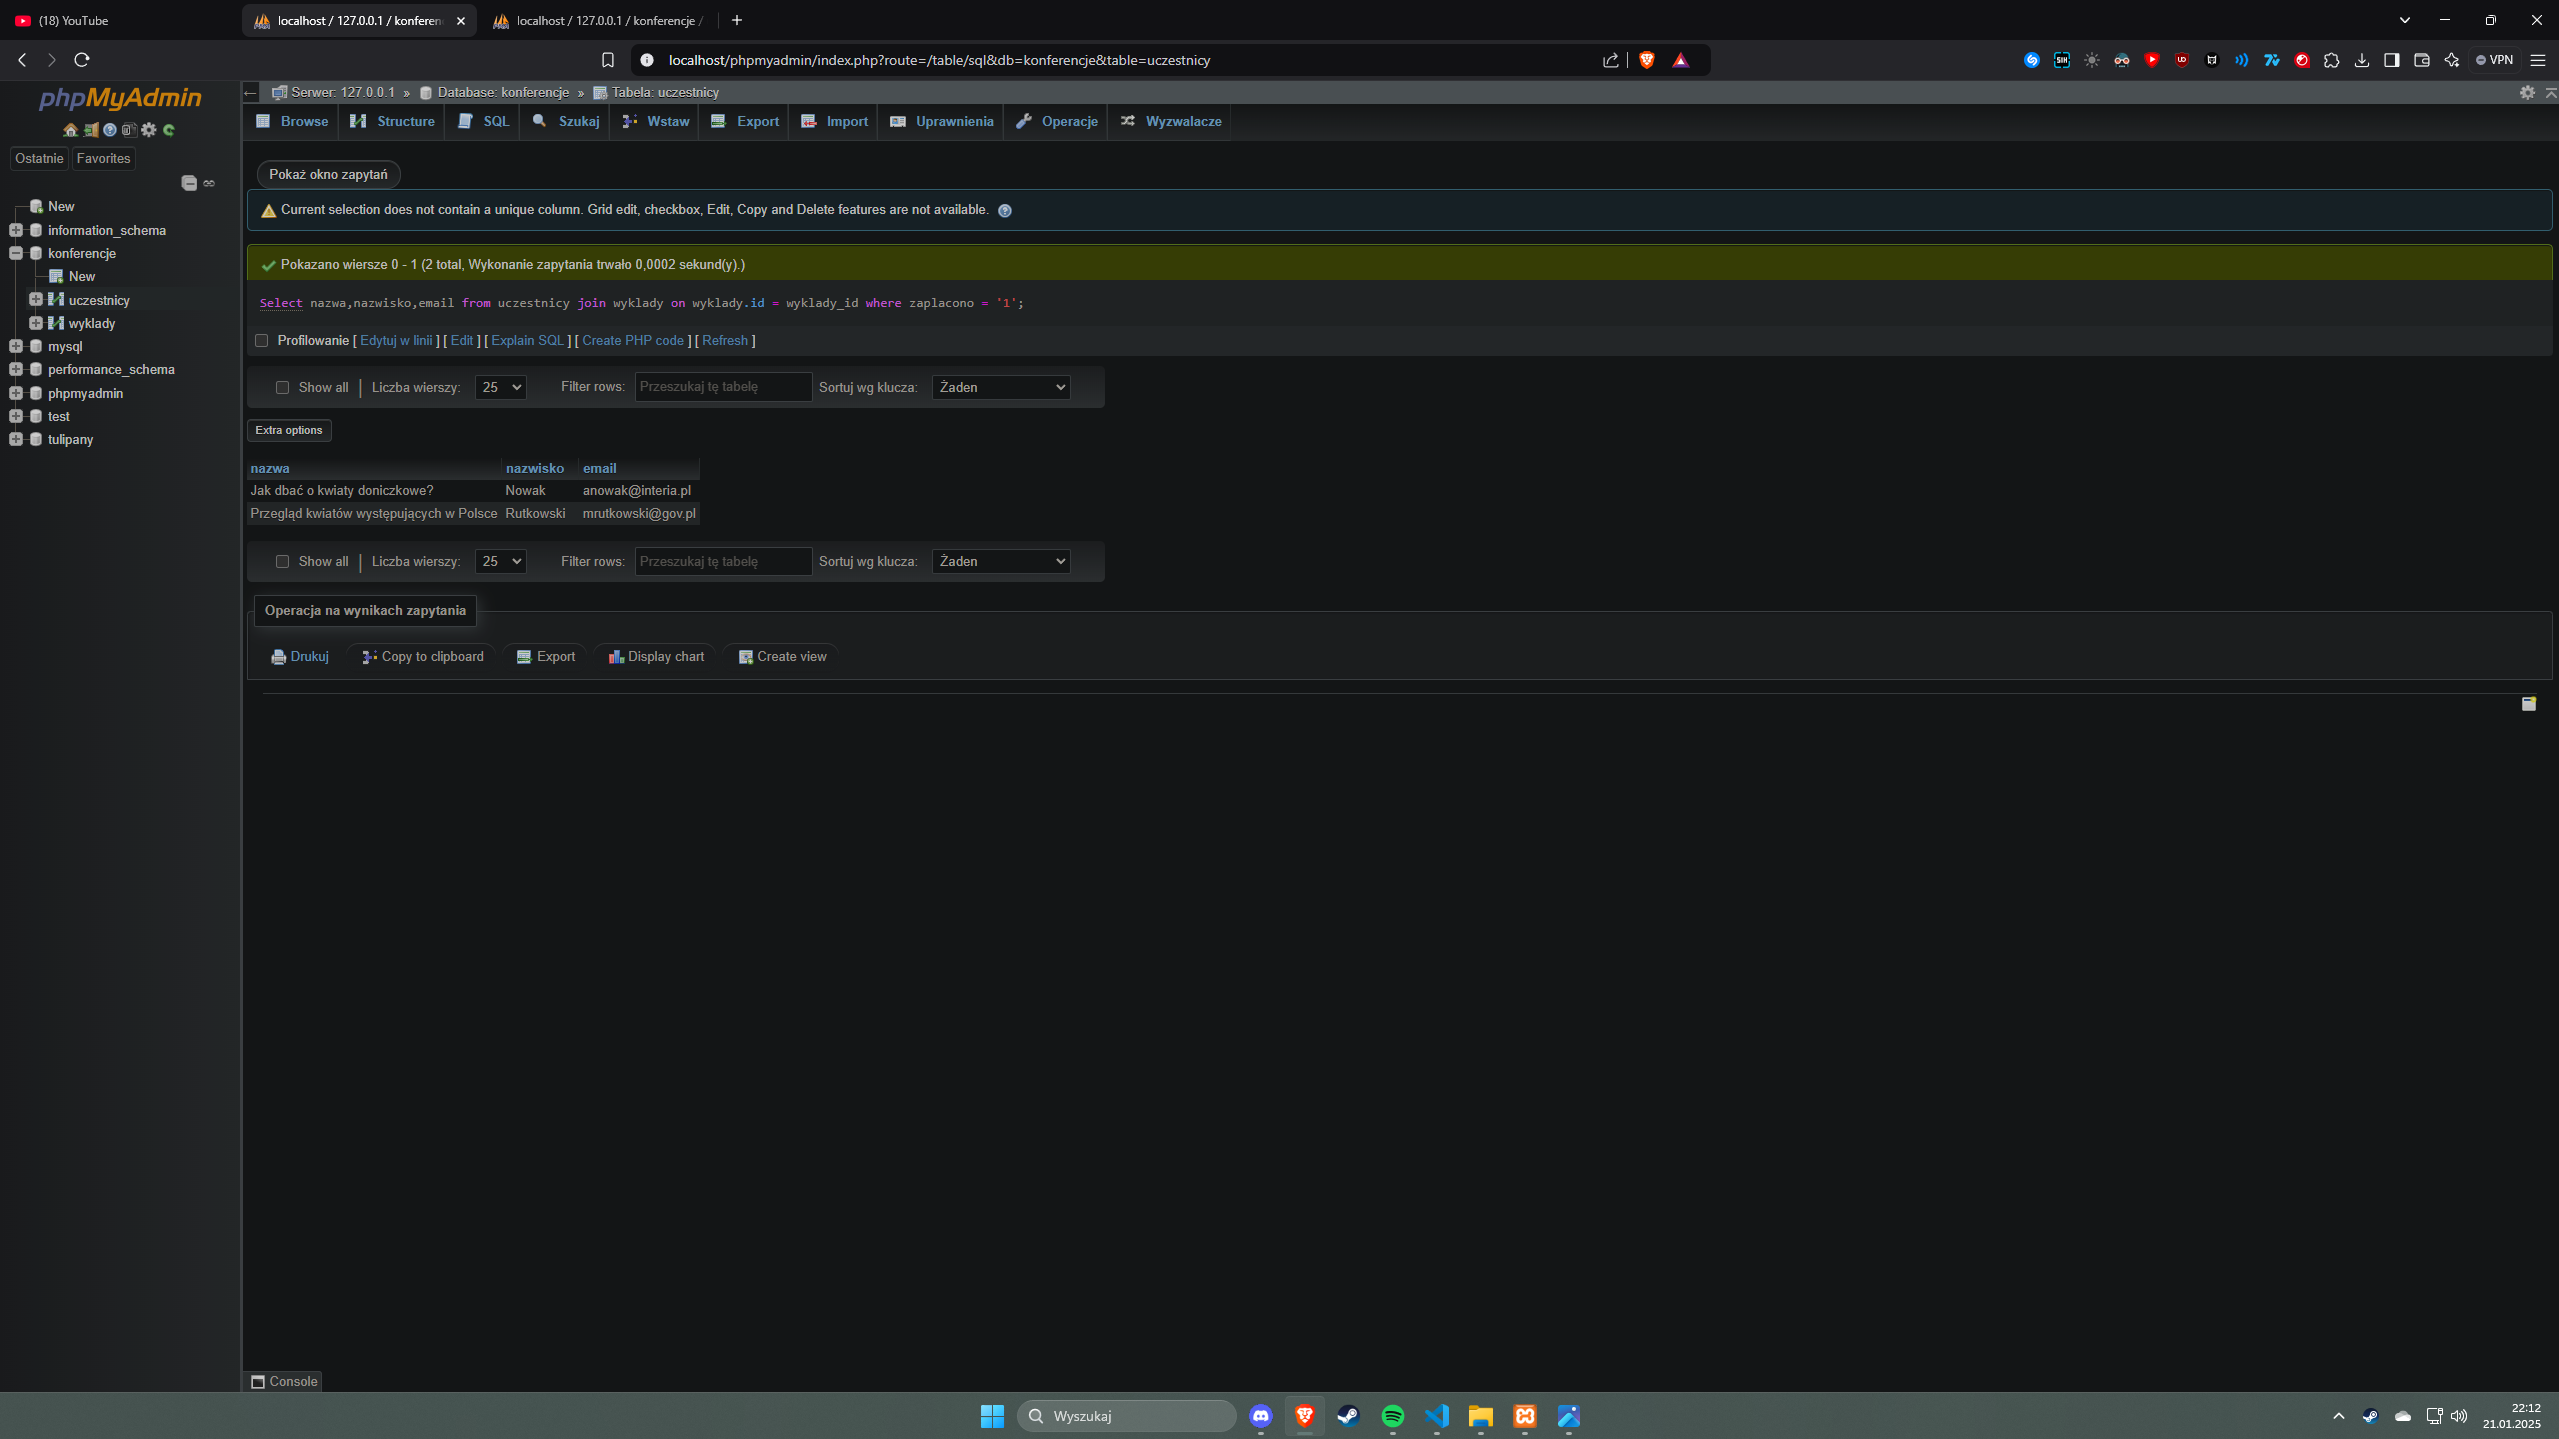 (18) YouTube
localhost / 127.0.0.1 / konferen
localhost / 127.0.0.1 / konferencje /
localhost/phpmyadmin/index.php?route=/table/sql&db=konferencje&table=uczestnicy
VPN
phpMyAdmin
Ostatnie
Favorites
New
information_schema
konferencje
New
uczestnicy
wyklady
mysql
performance_schema
phpmyadmin
test
tulipany
Serwer: 127.0.0.1 » Database: konferencje » Tabela: uczestnicy
Browse
Structure
SQL
Szukaj
Wstaw
Export
Import
Uprawnienia
Operacje
Wyzwalacze
Pokaż okno zapytań
Current selection does not contain a unique column. Grid edit, checkbox, Edit, Copy and Delete features are not available.
Pokazano wiersze 0 - 1 (2 total, Wykonanie zapytania trwało 0,0002 sekund(y).)
Select nazwa,nazwisko,email from uczestnicy join wyklady on wyklady.id = wyklady_id where zaplacono = '1';
Profilowanie [ Edytuj w linii ] [ Edit ] [ Explain SQL ] [ Create PHP code ] [ Refresh ]
Show all | Liczba wierszy: 25 Filter rows: Przeszukaj tę tabelę Sortuj wg klucza: Żaden
Extra options
nazwa nazwisko email
Jak dbać o kwiaty doniczkowe? Nowak anowak@interia.pl
Przegląd kwiatów występujących w Polsce Rutkowski mrutkowski@gov.pl
Show all | Liczba wierszy: 25 Filter rows: Przeszukaj tę tabelę Sortuj wg klucza: Żaden
Operacja na wynikach zapytania
Drukuj
Copy to clipboard
Export
Display chart
Create view
Console
Wyszukaj
22:12
21.01.2025